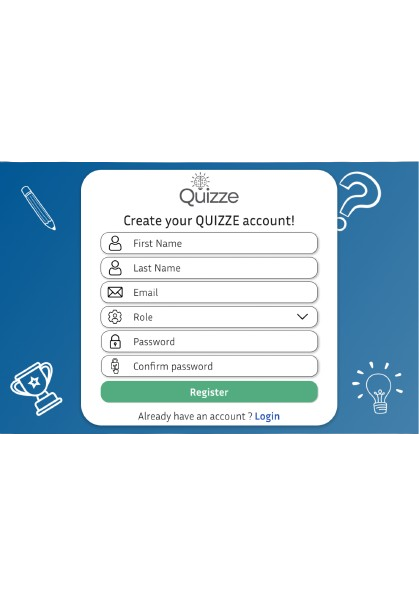 Quizze
Create your QUIZZE account!
First Name
Last Name
Email
Role
Password
Confirm password
Register
Already have an account ? Login